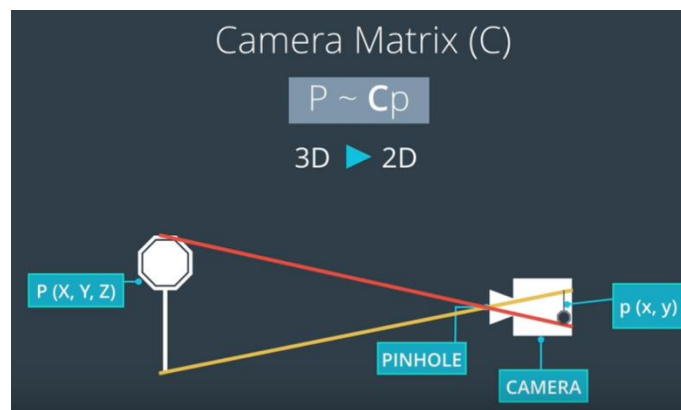 Camera Matrix (C)
P ~ Cp
3D ▶ 2D
P (X, Y, Z)
p (x, y)
PINHOLE
CAMERA